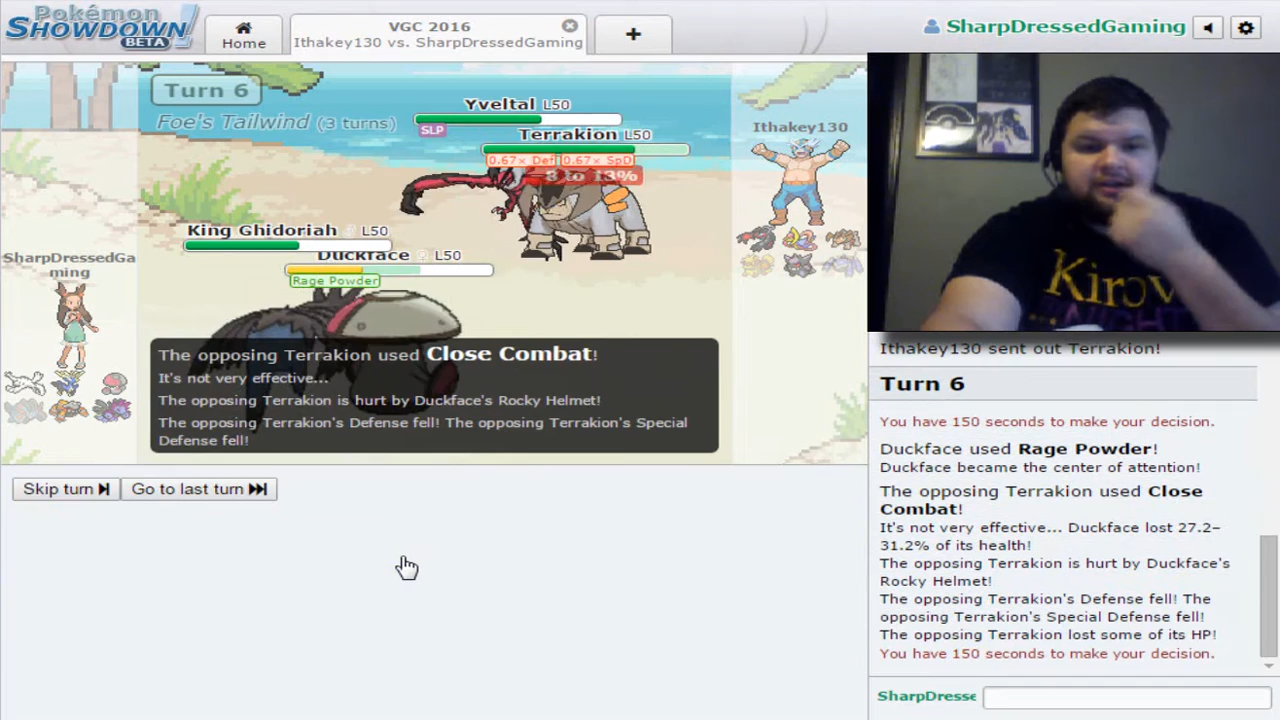 Pokémon
SHOWDOWN!
BETA
Home
VGC 2016
Ithakey130 vs. SharpDressedGaming
+
SharpDressedGaming
Turn 6
Foe's Tailwind (3 turns)
Yveltal L50
SLP
Terrakion L50
0.67× Def 0.67× SpD
King Ghidoriah L50
Duckface L50
Rage Powder
Ithakey130
SharpDressedGa
ming
The opposing Terrakion used Close Combat!
It's not very effective...
The opposing Terrakion is hurt by Duckface's Rocky Helmet!
The opposing Terrakion's Defense fell! The opposing Terrakion's Special
Defense fell!
Skip turn
Go to last turn
Ithakey130 sent out Terrakion!
Turn 6
You have 150 seconds to make your decision.
Duckface used Rage Powder!
Duckface became the center of attention!
The opposing Terrakion used Close
Combat!
It's not very effective... Duckface lost 27.2–
31.2% of its health!
The opposing Terrakion is hurt by Duckface's
Rocky Helmet!
The opposing Terrakion's Defense fell! The
opposing Terrakion's Special Defense fell!
The opposing Terrakion lost some of its HP!
You have 150 seconds to make your decision.
SharpDresse